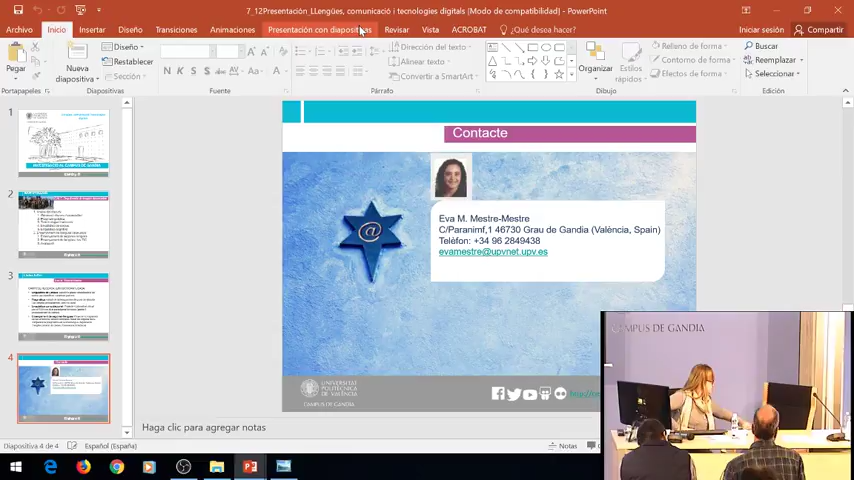 7_12Presentación_LLengües, comunicació i tecnologies digitals [Modo de compatibilidad] - PowerPoint
Archivo Inicio Insertar Diseño Transiciones Animaciones Presentación con diapositivas Revisar Vista ACROBAT ¿Qué desea hacer? Iniciar sesión Compartir
Pegar
Nueva diapositiva
Diseño
Restablecer
Sección
Dirección del texto
Alinear texto
Convertir a SmartArt
Organizar
Estilos rápidos
Relleno de forma
Contorno de forma
Efectos de forma
Buscar
Reemplazar
Seleccionar
Portapapeles Diapositivas Fuente Párrafo Dibujo Edición
1
2
3
4
Contacte
Eva M. Mestre-Mestre
C/Paranimf,1 46730 Grau de Gandia (València, Spain)
Telèfon: +34 96 2849438
evamestre@upvnet.upv.es
UNIVERSITAT
POLITÈCNICA
DE VALÈNCIA
CAMPUS DE GANDIA
CAMPUS DE GANDIA
Haga clic para agregar notas
Diapositiva 4 de 4 Español (España) Notas